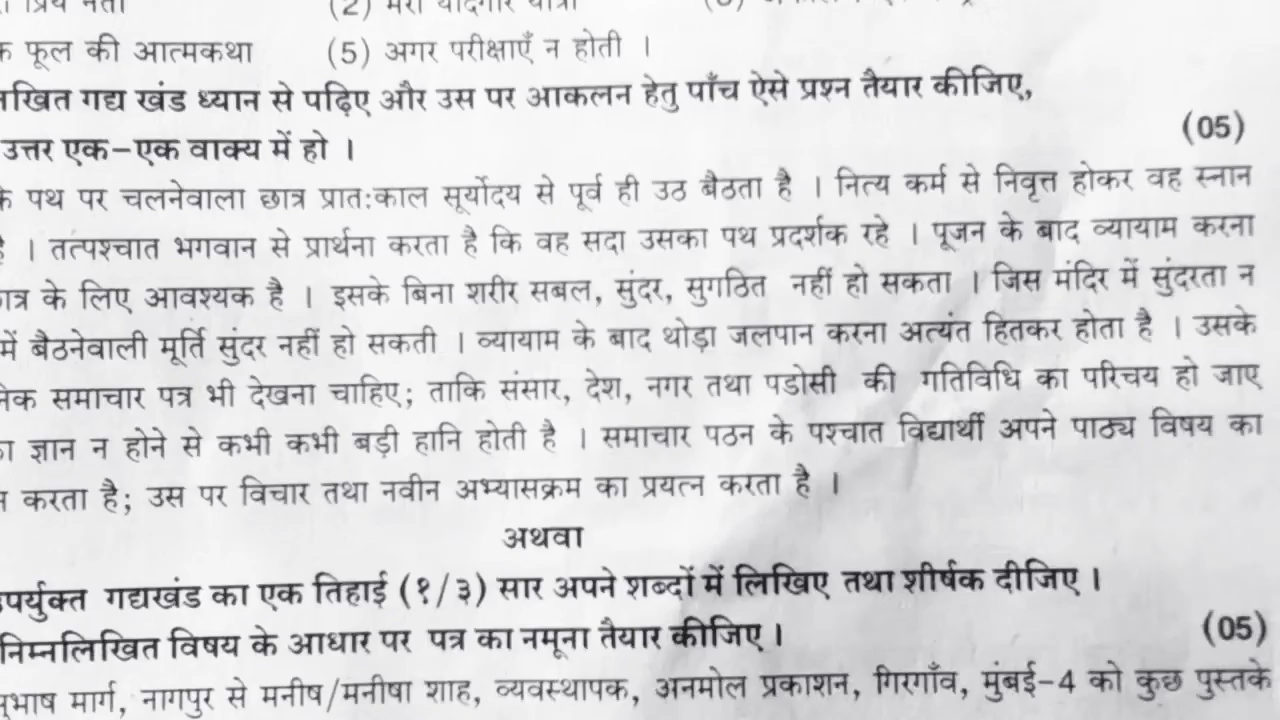 (2) मेरी यादगार यात्रा
फूल की आत्मकथा (5) अगर परीक्षाएँ न होती ।
गद्य खंड ध्यान से पढ़िए और उस पर आकलन हेतु पाँच ऐसे प्रश्न तैयार कीजिए,
उत्तर एक-एक वाक्य में हो । (05)
पथ पर चलनेवाला छात्र प्रात:काल सूर्योदय से पूर्व ही उठ बैठता है । नित्य कर्म से निवृत्त होकर वह स्नान
। तत्पश्चात भगवान से प्रार्थना करता है कि वह सदा उसका पथ प्रदर्शक रहे । पूजन के बाद व्यायाम करना
के लिए आवश्यक है । इसके बिना शरीर सबल, सुंदर, सुगठित नहीं हो सकता । जिस मंदिर में सुंदरता न
में बैठनेवाली मूर्ति सुंदर नहीं हो सकती । व्यायाम के बाद थोड़ा जलपान करना अत्यंत हितकर होता है । उसके
समाचार पत्र भी देखना चाहिए; ताकि संसार, देश, नगर तथा पडोसी की गतिविधि का परिचय हो जाए
ज्ञान न होने से कभी कभी बड़ी हानि होती है । समाचार पठन के पश्चात विद्यार्थी अपने पाठ्य विषय का
करता है; उस पर विचार तथा नवीन अभ्यासक्रम का प्रयत्न करता है ।
अथवा
उपर्युक्त गद्यखंड का एक तिहाई (१/३) सार अपने शब्दों में लिखिए तथा शीर्षक दीजिए ।
निम्नलिखित विषय के आधार पर पत्र का नमूना तैयार कीजिए । (05)
मार्ग, नागपुर से मनीष/मनीषा शाह, व्यवस्थापक, अनमोल प्रकाशन, गिरगाँव, मुंबई-4 को कुछ पुस्तके